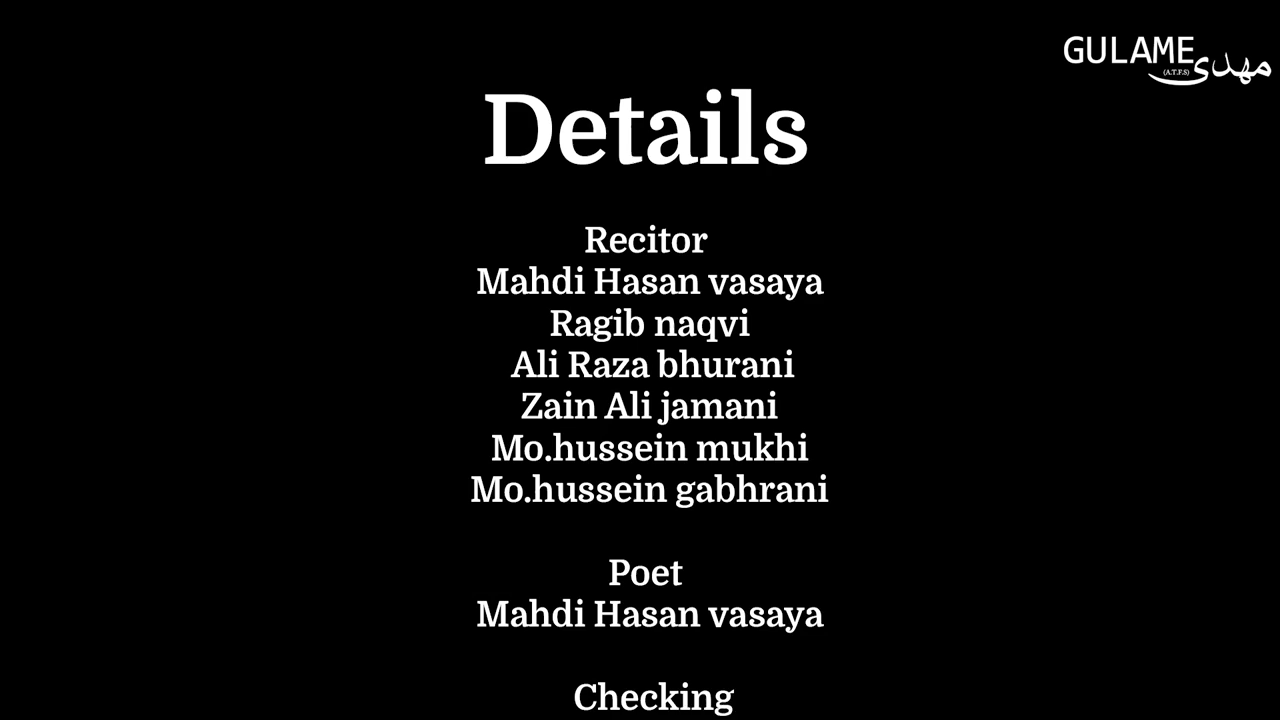 GULAME مهدی
(A.T.F.S)
Details
Recitor
Mahdi Hasan vasaya
Ragib naqvi
Ali Raza bhurani
Zain Ali jamani
Mo.hussein mukhi
Mo.hussein gabhrani
Poet
Mahdi Hasan vasaya
Checking